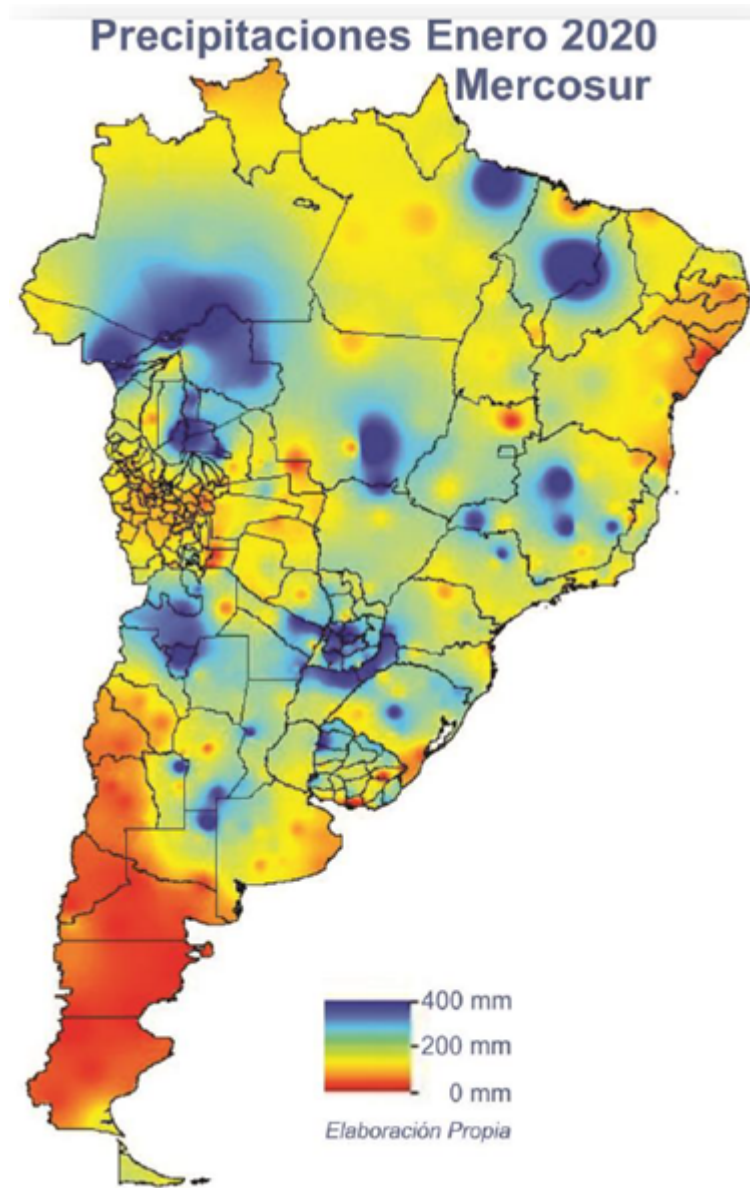 Precipitaciones Enero 2020
Mercosur
400 mm
200 mm
0 mm
Elaboración Propia